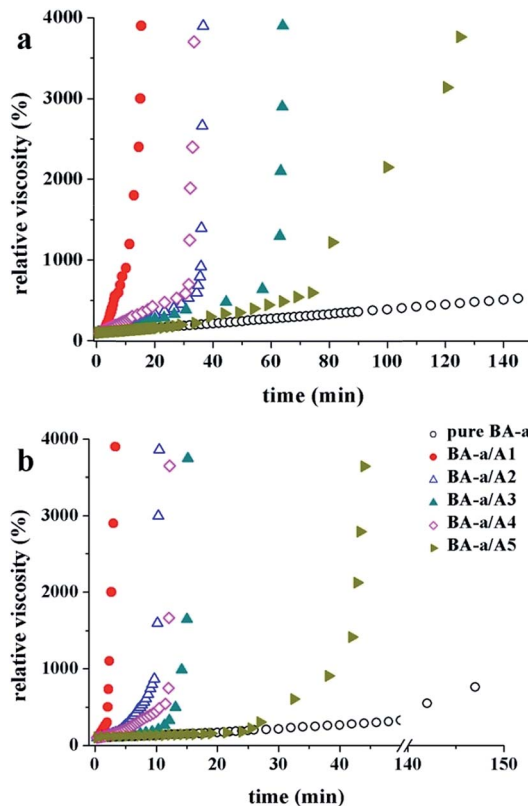 a
relative viscosity (%)
4000
3000
2000
1000
0
0 20 40 60 80 100 120 140
time (min)
b
relative viscosity (%)
4000
3000
2000
1000
0
pure BA-a
BA-a/A1
BA-a/A2
BA-a/A3
BA-a/A4
BA-a/A5
0 10 20 30 40 140 150
time (min)